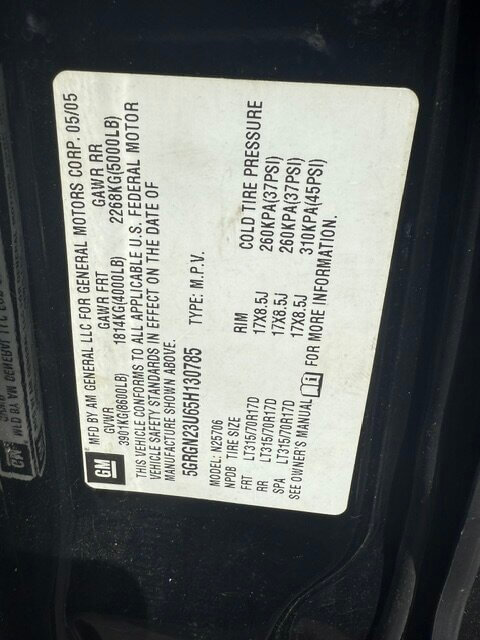 GM MFD BY AM GENERAL LLC FOR GENERAL MOTORS CORP. 05/05
GVWR GAWR FRT GAWR RR
3901KG(8600LB) 1814KG(4000LB) 2268KG(5000LB)
THIS VEHICLE CONFORMS TO ALL APPLICABLE U.S. FEDERAL MOTOR
VEHICLE SAFETY STANDARDS IN EFFECT ON THE DATE OF
MANUFACTURE SHOWN ABOVE.
5GRGN23U65H130785 TYPE: M.P.V.
MODEL: N25706
NPDB TIRE SIZE RIM COLD TIRE PRESSURE
FRT LT315/70R17D 17X8.5J 260KPA(37PSI)
RR LT315/70R17D 17X8.5J 260KPA(37PSI)
SPA LT315/70R17D 17X8.5J 310KPA(45PSI)
SEE OWNER'S MANUAL FOR MORE INFORMATION.